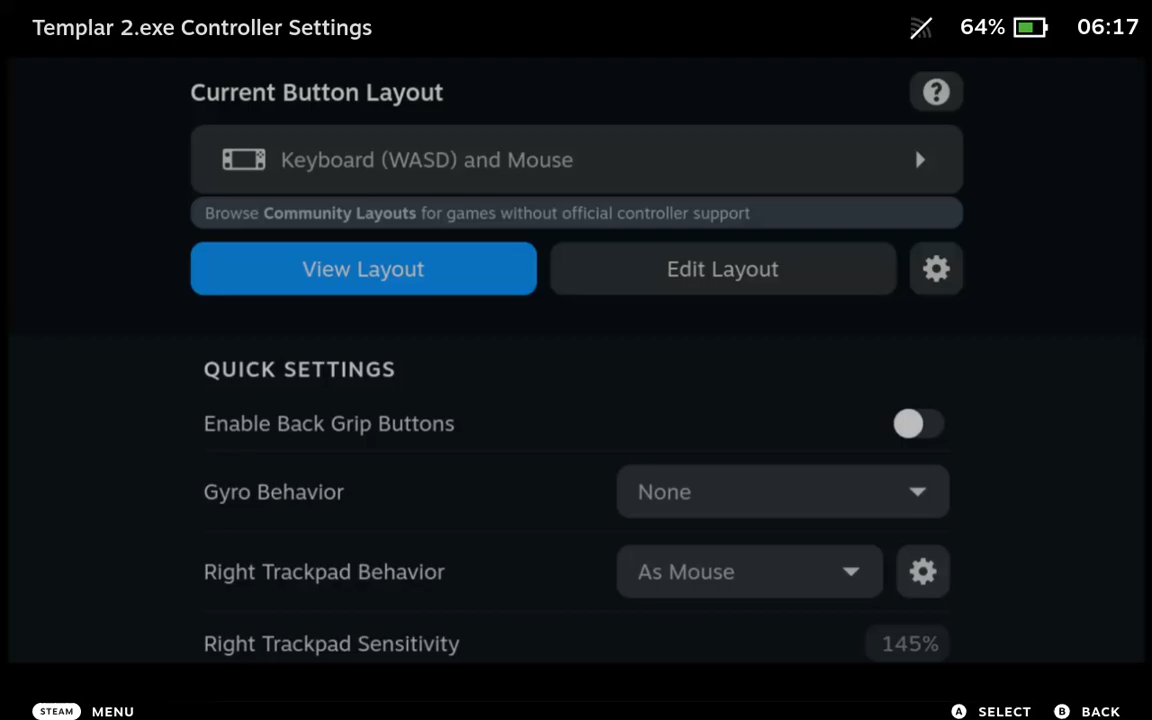 Templar 2.exe Controller Settings
64%
06:17
Current Button Layout
?
Keyboard (WASD) and Mouse
Browse Community Layouts for games without official controller support
View Layout
Edit Layout
QUICK SETTINGS
Enable Back Grip Buttons
Gyro Behavior
None
Right Trackpad Behavior
As Mouse
Right Trackpad Sensitivity
145%
STEAM MENU
A SELECT
B BACK